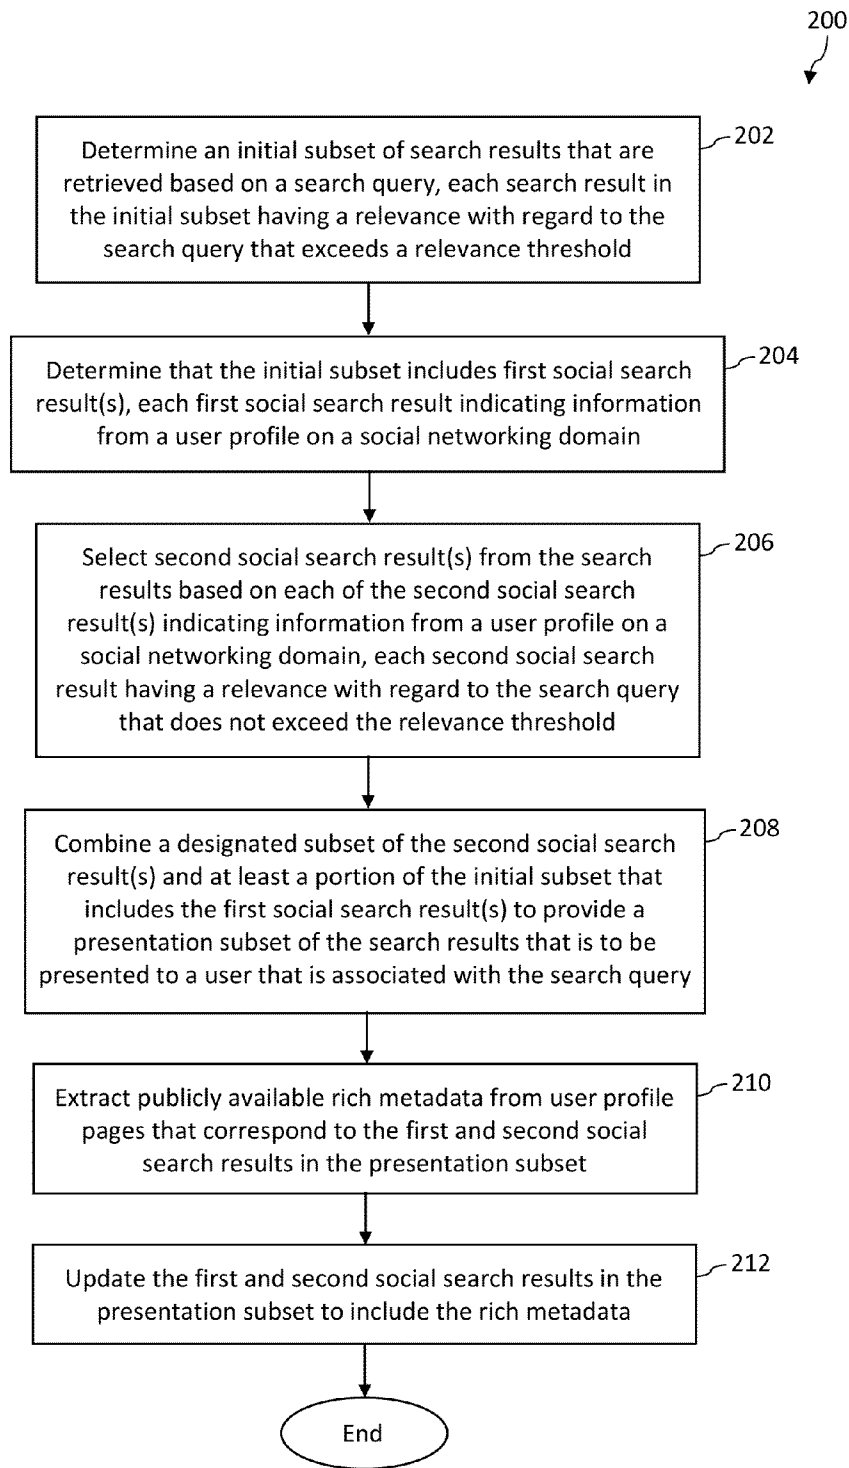 200
202
Determine an initial subset of search results that are
retrieved based on a search query, each search result in
the initial subset having a relevance with regard to the
search query that exceeds a relevance threshold
204
Determine that the initial subset includes first social search
result(s), each first social search result indicating information
from a user profile on a social networking domain
206
Select second social search result(s) from the search
results based on each of the second social search
result(s) indicating information from a user profile on a
social networking domain, each second social search
result having a relevance with regard to the search query
that does not exceed the relevance threshold
208
Combine a designated subset of the second social search
result(s) and at least a portion of the initial subset that
includes the first social search result(s) to provide a
presentation subset of the search results that is to be
presented to a user that is associated with the search query
210
Extract publicly available rich metadata from user profile
pages that correspond to the first and second social
search results in the presentation subset
212
Update the first and second social search results in the
presentation subset to include the rich metadata
End